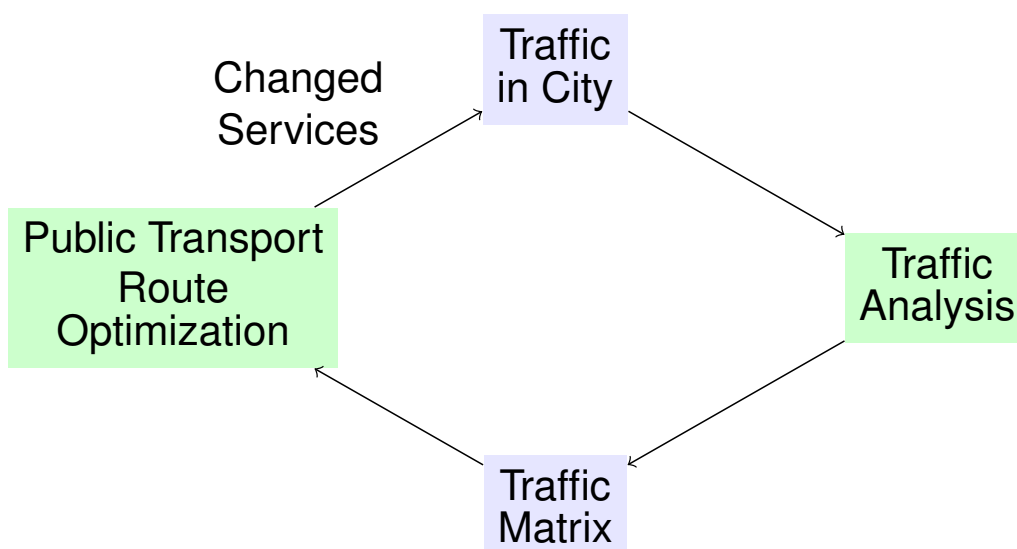 Traffic
in City
Changed
Services
Public Transport
Route
Optimization
Traffic
Analysis
Traffic
Matrix